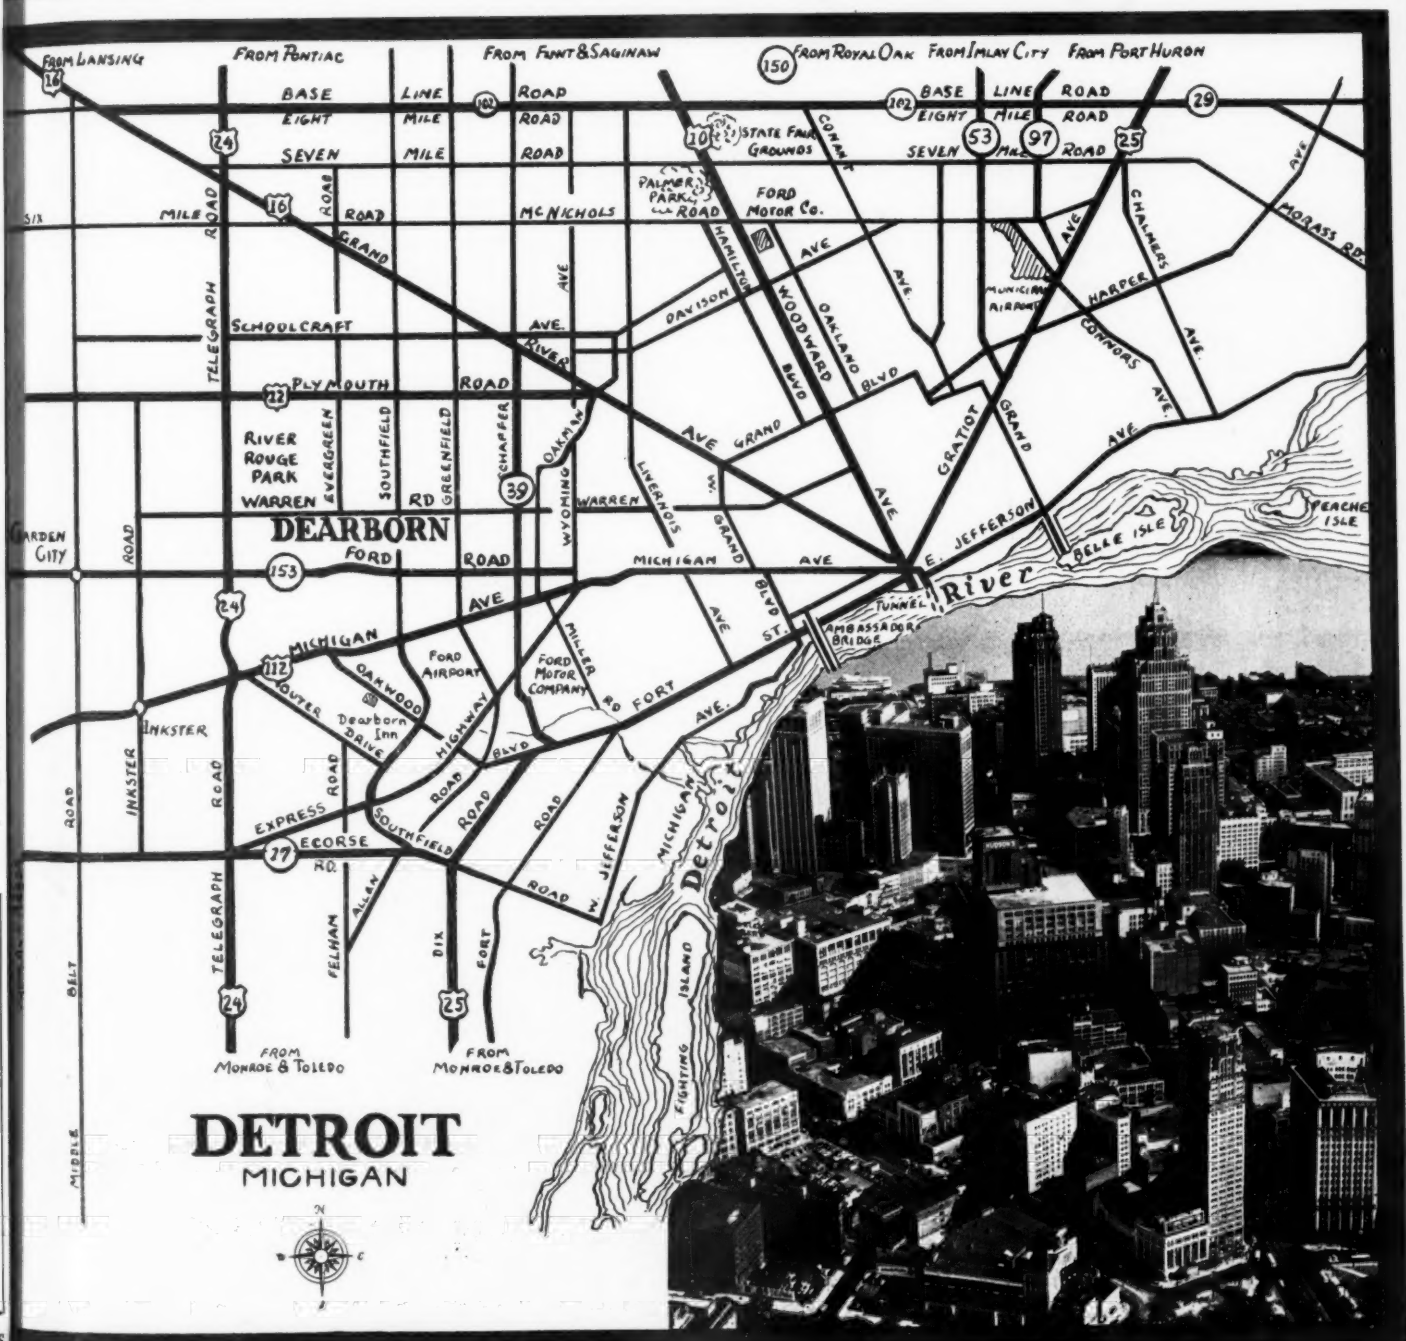 FROM LANSING
FROM PONTIAC
FROM FLINT & SAGINAW
150
FROM ROYAL OAK
FROM IMLAY CITY
FROM PORT HURON
16
BASE LINE ROAD
102
102
BASE LINE ROAD
29
EIGHT MILE ROAD
EIGHT MILE ROAD
24
10
STATE FAIR
GROUNDS
CONANT
AVE.
53
97
25
SEVEN MILE ROAD
SEVEN MILE ROAD
AVE
PALMER
PARK
FORD
MOTOR CO.
ROAD
ROAD
16
SIX MILE ROAD
MCNICHOLS ROAD
CHALMERS
AVE.
MORASS RD.
GRAND
RIVER
AVE
HAMILTON
BLVD
AVE
DAVISON
AVE
WOODWARD
AVE
OAKLAND
AVE
MUNICIPAL
AIRPORT
HARPER
CONNORS
AVE.
TELEGRAPH
SCHOOLCRAFT AVE.
12
PLYMOUTH ROAD
BLVD
GRAND
GRATIOT
GRAND
AVE.
RIVER
ROUGE
PARK
EVERGREEN
SOUTHFIELD
GREENFIELD
SCHAFFER
OAKMAN
39
WYOMING
LIVERNOIS
AVE
W.
GRAND
BLVD
WARREN RD
WARREN
E. JEFFERSON
DEARBORN
GARDEN
CITY
ROAD
FORD ROAD
153
MICHIGAN AVE
BELLE ISLE
PEACHE
ISLE
River
TUNNEL
AMBASSADOR
BRIDGE
24
MICHIGAN AVE
112
OAKWOOD
BLVD
FORD
AIRPORT
FORD
MOTOR
COMPANY
MILLER
RD
FORT ST.
OUTER
DRIVE
Dearborn
Inn
HIGHWAY
AVE.
INKSTER
INKSTER
ROAD
ROAD
ROAD
ROAD
ROAD
ROAD
EXPRESS
SOUTHFIELD
ROAD
27
ECORSE
RD.
W. JEFFERSON
MICHIGAN
Detroit
HUDSON'S
ALLEN
TELEGRAPH
PELHAM
DIX
FORT
FIGHTING ISLAND
BELT
24
25
FROM
MONROE & TOLEDO
FROM
MONROE & TOLEDO
MIDDLE
DETROIT
MICHIGAN
N